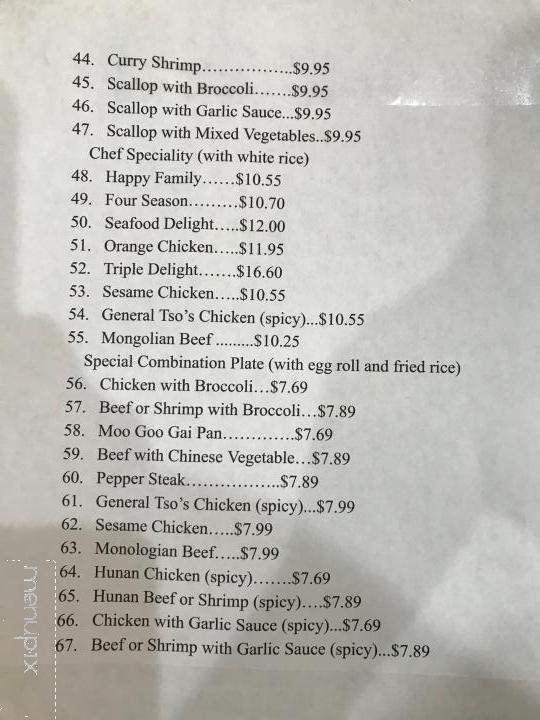 44. Curry Shrimp.................$9.95
45. Scallop with Broccoli.......$9.95
46. Scallop with Garlic Sauce...$9.95
47. Scallop with Mixed Vegetables..$9.95
Chef Speciality (with white rice)
48. Happy Family......$10.55
49. Four Season.........$10.70
50. Seafood Delight.....$12.00
51. Orange Chicken.....$11.95
52. Triple Delight.......$16.60
53. Sesame Chicken.....$10.55
54. General Tso's Chicken (spicy)...$10.55
55. Mongolian Beef .........$10.25
Special Combination Plate (with egg roll and fried rice)
56. Chicken with Broccoli...$7.69
57. Beef or Shrimp with Broccoli...$7.89
58. Moo Goo Gai Pan.............$7.69
59. Beef with Chinese Vegetable...$7.89
60. Pepper Steak.................$7.89
61. General Tso's Chicken (spicy)...$7.99
62. Sesame Chicken.....$7.99
63. Monologian Beef.....$7.99
64. Hunan Chicken (spicy).......$7.69
65. Hunan Beef or Shrimp (spicy)....$7.89
66. Chicken with Garlic Sauce (spicy)...$7.69
67. Beef or Shrimp with Garlic Sauce (spicy)...$7.89
menupix